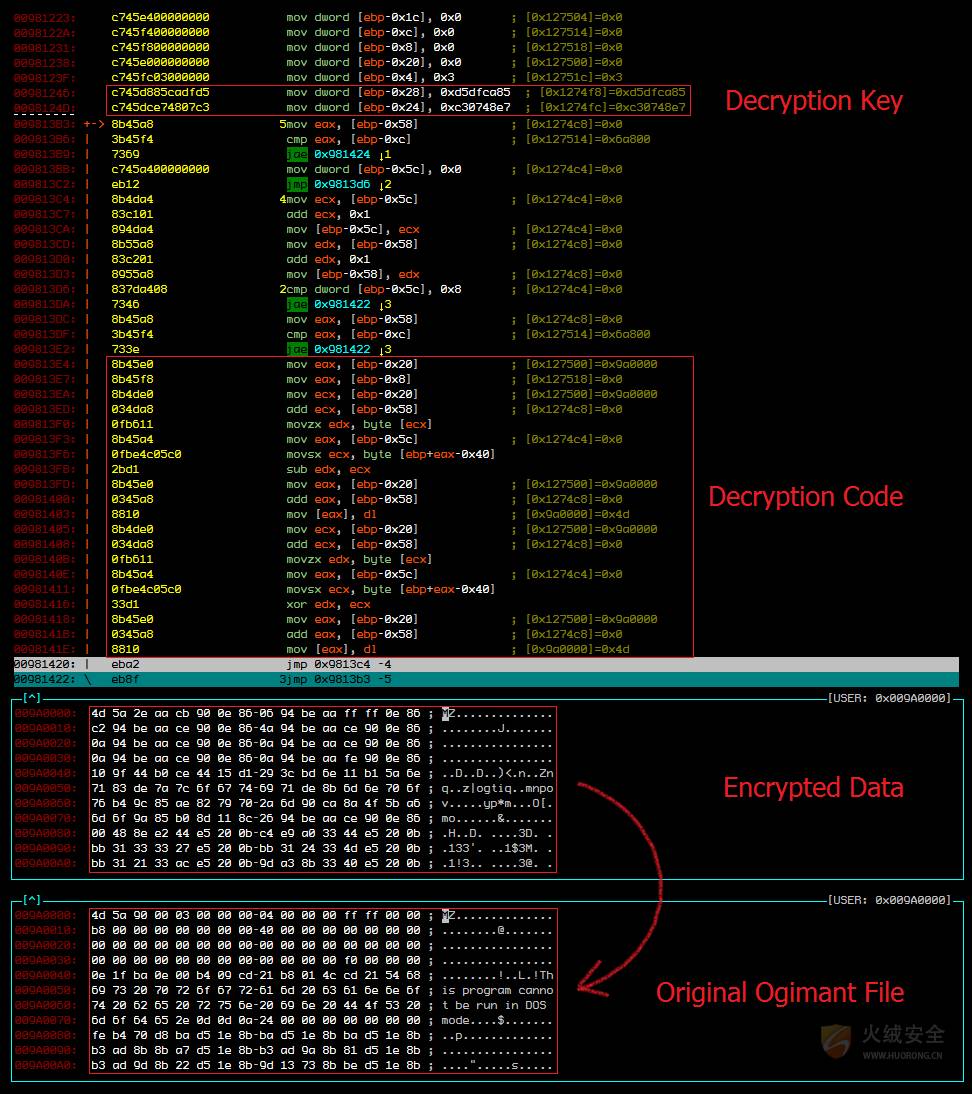 00981223: c745e400000000 mov dword [ebp-0x1c], 0x0 ; [0x127504]=0x0
0098122A: c745f400000000 mov dword [ebp-0xc], 0x0 ; [0x127514]=0x0
00981231: c745f800000000 mov dword [ebp-0x8], 0x0 ; [0x127518]=0x0
00981238: c745e000000000 mov dword [ebp-0x20], 0x0 ; [0x127500]=0x0
0098123F: c745fc03000000 mov dword [ebp-0x4], 0x3 ; [0x12751c]=0x3
00981246: c745d885cadfd5 mov dword [ebp-0x28], 0xd5dfca85 ; [0x1274f8]=0xd5dfca85
0098124D: c745dce74807c3 mov dword [ebp-0x24], 0xc30748e7 ; [0x1274fc]=0xc30748e7
Decryption Key
009813B3: +-> 8b45a8 5mov eax, [ebp-0x58] ; [0x1274c8]=0x0
009813B6: | 3b45f4 cmp eax, [ebp-0xc] ; [0x127514]=0x6a800
009813B9: | 7369 jae 0x981424 ↓1
009813BB: | c745a400000000 mov dword [ebp-0x5c], 0x0 ; [0x1274c4]=0x0
009813C2: | eb12 jmp 0x9813d6 ↓2
009813C4: | 8b4da4 4mov ecx, [ebp-0x5c] ; [0x1274c4]=0x0
009813C7: | 83c101 add ecx, 0x1
009813CA: | 894da4 mov [ebp-0x5c], ecx ; [0x1274c4]=0x0
009813CD: | 8b55a8 mov edx, [ebp-0x58] ; [0x1274c8]=0x0
009813D0: | 83c201 add edx, 0x1
009813D3: | 8955a8 mov [ebp-0x58], edx ; [0x1274c8]=0x0
009813D6: | 837da408 2cmp dword [ebp-0x5c], 0x8 ; [0x1274c4]=0x0
009813DA: | 7346 jae 0x981422 ↓3
009813DC: | 8b45a8 mov eax, [ebp-0x58] ; [0x1274c8]=0x0
009813DF: | 3b45f4 cmp eax, [ebp-0xc] ; [0x127514]=0x6a800
009813E2: | 733e jae 0x981422 ↓3
009813E4: | 8b45e0 mov eax, [ebp-0x20] ; [0x127500]=0x9a0000
009813E7: | 8b45f8 mov eax, [ebp-0x8] ; [0x127518]=0x0
009813EA: | 8b4de0 mov ecx, [ebp-0x20] ; [0x127500]=0x9a0000
009813ED: | 034da8 add ecx, [ebp-0x58] ; [0x1274c8]=0x0
009813F0: | 0fb611 movzx edx, byte [ecx]
009813F3: | 8b45a4 mov eax, [ebp-0x5c] ; [0x1274c4]=0x0
009813F6: | 0fbe4c05c0 movsx ecx, byte [ebp+eax-0x40]
009813FB: | 2bd1 sub edx, ecx
009813FD: | 8b45e0 mov eax, [ebp-0x20] ; [0x127500]=0x9a0000
00981400: | 0345a8 add eax, [ebp-0x58] ; [0x1274c8]=0x0
00981403: | 8810 mov [eax], dl ; [0x9a0000]=0x4d
00981405: | 8b4de0 mov ecx, [ebp-0x20] ; [0x127500]=0x9a0000
00981408: | 034da8 add ecx, [ebp-0x58] ; [0x1274c8]=0x0
0098140B: | 0fb611 movzx edx, byte [ecx]
0098140E: | 8b45a4 mov eax, [ebp-0x5c] ; [0x1274c4]=0x0
00981411: | 0fbe4c05c0 movsx ecx, byte [ebp+eax-0x40]
00981416: | 33d1 xor edx, ecx
00981418: | 8b45e0 mov eax, [ebp-0x20] ; [0x127500]=0x9a0000
0098141B: | 0345a8 add eax, [ebp-0x58] ; [0x1274c8]=0x0
0098141E: | 8810 mov [eax], dl ; [0x9a0000]=0x4d
Decryption Code
00981420: | eba2 jmp 0x9813c4 -4
00981422: \ eb8f 3jmp 0x9813b3 -5
[^] [USER: 0x009A0000]
009A0000: 4d 5a 2e aa cb 90 0e 86-06 94 be aa ff ff 0e 86 ; MZ..............
009A0010: c2 94 be aa ce 90 0e 86-4a 94 be aa ce 90 0e 86 ; ........J.......
009A0020: 0a 94 be aa ce 90 0e 86-0a 94 be aa ce 90 0e 86 ; ................
009A0030: 0a 94 be aa ce 90 0e 86-0a 94 be aa fe 90 0e 86 ; ................
009A0040: 10 9f 44 b0 ce 44 15 d1-29 3c bd 6e 11 b1 5a 6e ; ..D..D..)<.n..Zn
009A0050: 71 83 de 7a 7c 6f 67 74-69 71 de 8b 6d 6e 70 6f ; q..z|ogtiq..mnpo
009A0060: 76 b4 9c 85 ae 82 79 70-2a 6d 90 ca 8a 4f 5b a6 ; v.....yp*m...O[.
009A0070: 6d 6f 9a 85 b0 8d 11 8c-26 94 be aa ce 90 0e 86 ; mo......&.......
009A0080: 00 48 8e e2 44 e5 20 0b-c4 e9 a0 33 44 e5 20 0b ; .H..D. ....3D. .
009A0090: bb 31 33 33 27 e5 20 0b-bb 31 24 33 4d e5 20 0b ; .133'. ..1$3M. .
009A00A0: bb 31 21 33 ac e5 20 0b-9d a3 8b 33 40 e5 20 0b ; .1!3.. ....3@. .
Encrypted Data
[^] [USER: 0x009A0000]
009A0000: 4d 5a 90 00 03 00 00 00-04 00 00 00 ff ff 00 00 ; MZ..............
009A0010: b8 00 00 00 00 00 00 00-40 00 00 00 00 00 00 00 ; ........@.......
009A0020: 00 00 00 00 00 00 00 00-00 00 00 00 00 00 00 00 ; ................
009A0030: 00 00 00 00 00 00 00 00-00 00 00 00 f0 00 00 00 ; ................
009A0040: 0e 1f ba 0e 00 b4 09 cd-21 b8 01 4c cd 21 54 68 ; ........!..L.!Th
009A0050: 69 73 20 70 72 6f 67 72-61 6d 20 63 61 6e 6e 6f ; is program canno
009A0060: 74 20 62 65 20 72 75 6e-20 69 6e 20 44 4f 53 20 ; t be run in DOS
009A0070: 6d 6f 64 65 2e 0d 0d 0a-24 00 00 00 00 00 00 00 ; mode....$.......
009A0080: fe b4 70 d8 ba d5 1e 8b-ba d5 1e 8b ba d5 1e 8b ; ..p.............
009A0090: b3 ad 8b 8b a7 d5 1e 8b-b3 ad 9a 8b 81 d5 1e 8b ; ................
009A00A0: b3 ad 9d 8b 22 d5 1e 8b-9d 13 73 8b be d5 1e 8b ; ....".....s.....
Original Ogimant File
火绒安全
WWW.HUORONG.CN